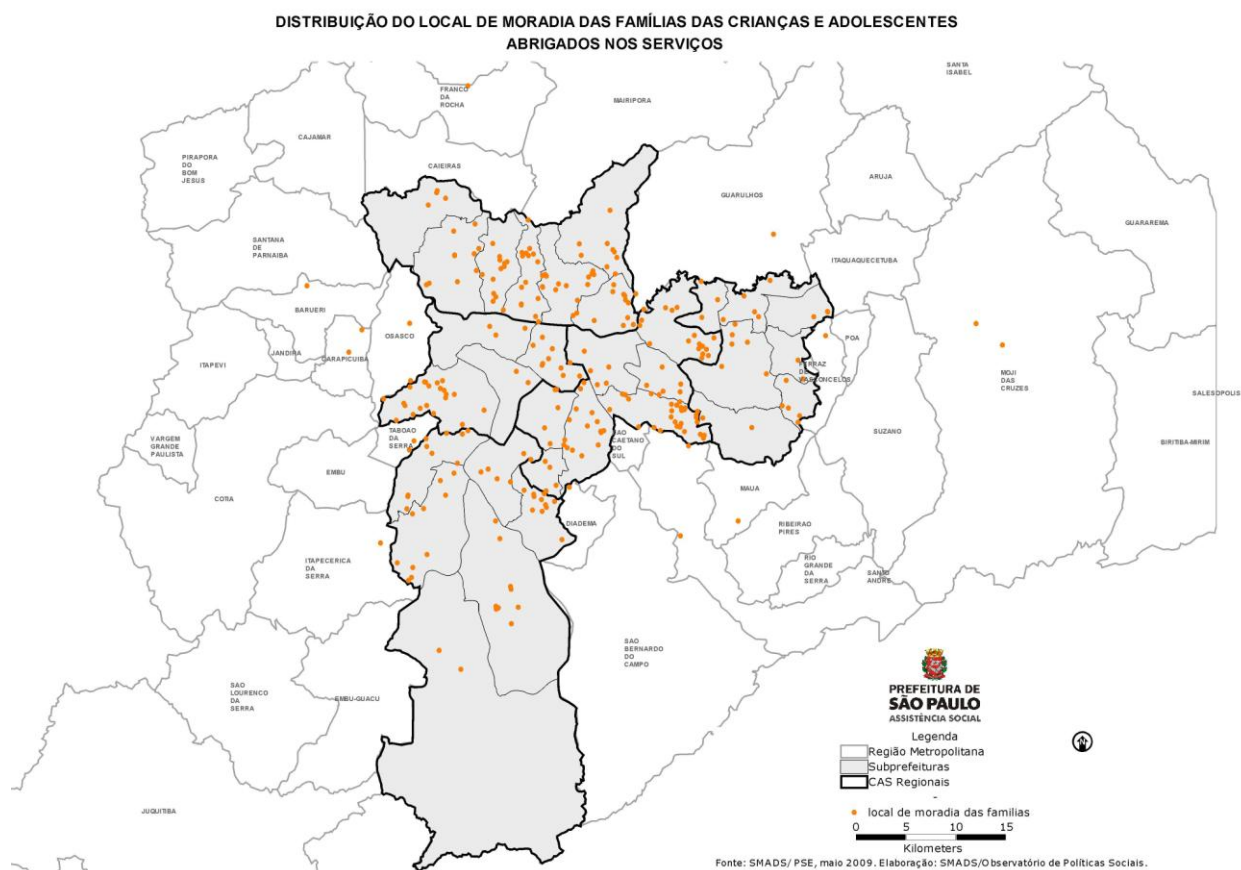 DISTRIBUIÇÃO DO LOCAL DE MORADIA DAS FAMÍLIAS DAS CRIANÇAS E ADOLESCENTES
ABRIGADOS NOS SERVIÇOS
SANTA
ISABEL
FRANCO
DA
ROCHA
MAIRIPORA
CAJAMAR
PIRAPORA
DO
BOM
JESUS
CAIEIRAS
ARUJA
GUARULHOS
GUARAREMA
SANTANA
DE
PARNAIBA
ITAQUAQUECETUBA
BARUERI
OSASCO
POA
JANDIRA
CARAPICUIBA
ITAPEVI
FERRAZ
DE
VASCONCELOS
MOJI
DAS
CRUZES
SALESOPOLIS
VARGEM
GRANDE
PAULISTA
TABOAO
DA
SERRA
SAO
CAETANO
DO
SUL
SUZANO
BIRITIBA-MIRIM
EMBU
COTIA
MAUA
DIADEMA
RIBEIRAO
PIRES
ITAPECERICA
DA
SERRA
RIO
GRANDE
DA
SERRA
SANTO
ANDRE
SAO
BERNARDO
DO
CAMPO
SAO
LOURENCO
DA
SERRA
EMBU-GUACU
JUQUITIBA
PREFEITURA DE
SÃO PAULO
ASSISTÊNCIA SOCIAL
Legenda
Região Metropolitana
Subprefeituras
CAS Regionais
-
local de moradia das familias
0 5 10 15
Kilometers
N
Fonte: SMADS/ PSE, maio 2009. Elaboração: SMADS/Observatório de Políticas Sociais.